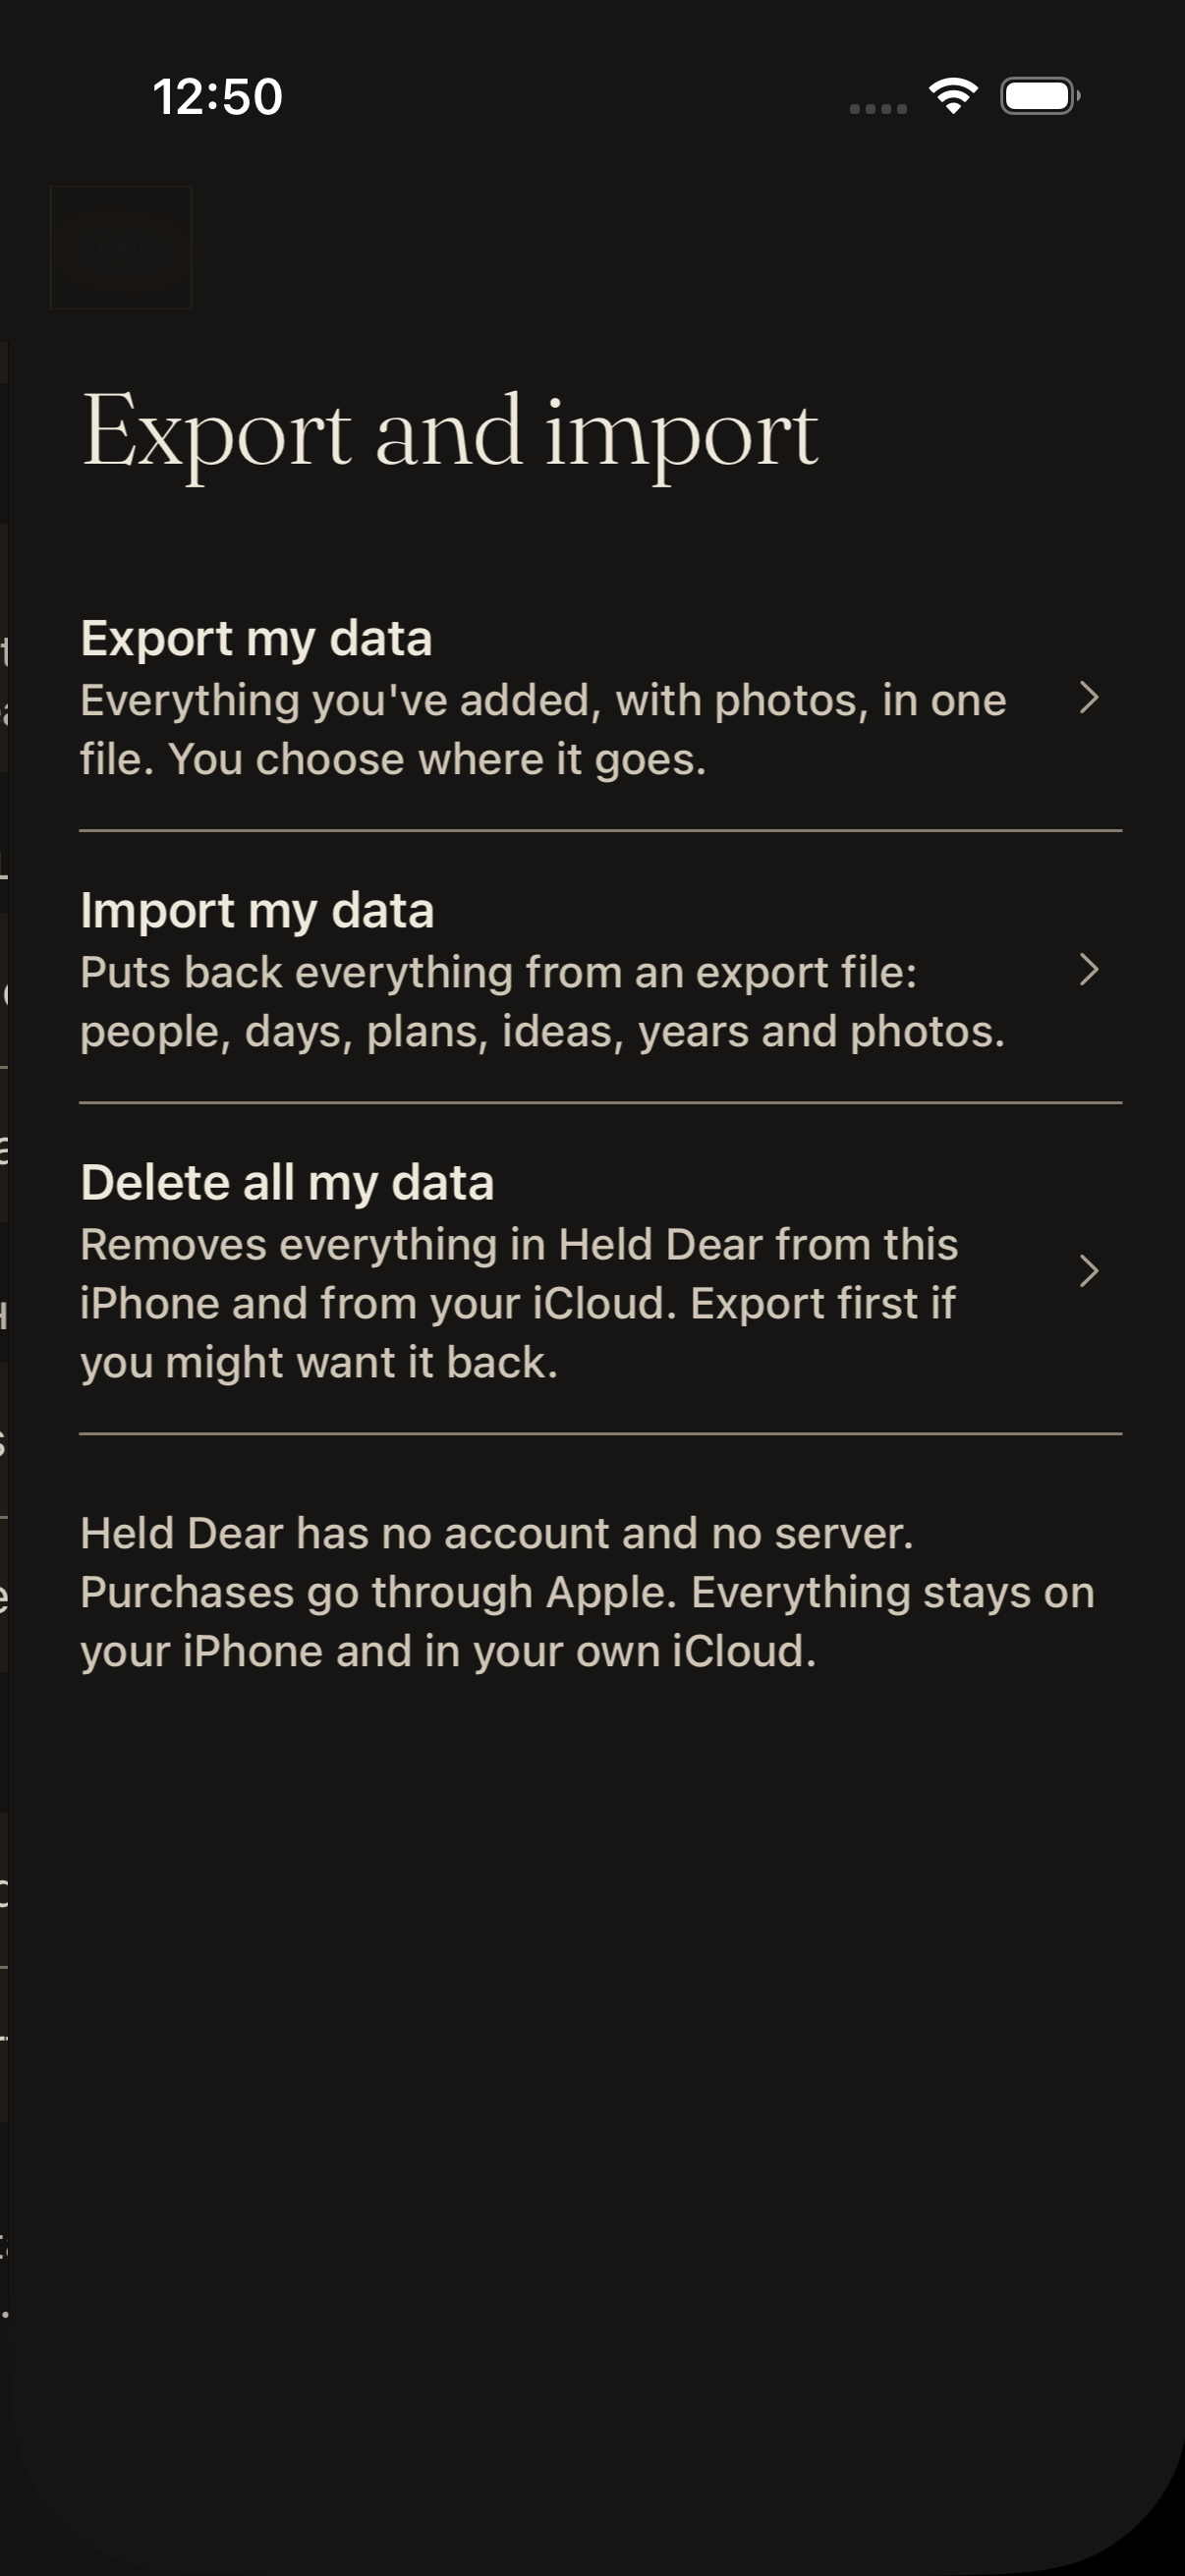 12:50
Export and import
Export my data
Everything you've added, with photos, in one
file. You choose where it goes.
Import my data
Puts back everything from an export file:
people, days, plans, ideas, years and photos.
Delete all my data
Removes everything in Held Dear from this
iPhone and from your iCloud. Export first if
you might want it back.
Held Dear has no account and no server.
Purchases go through Apple. Everything stays on
your iPhone and in your own iCloud.